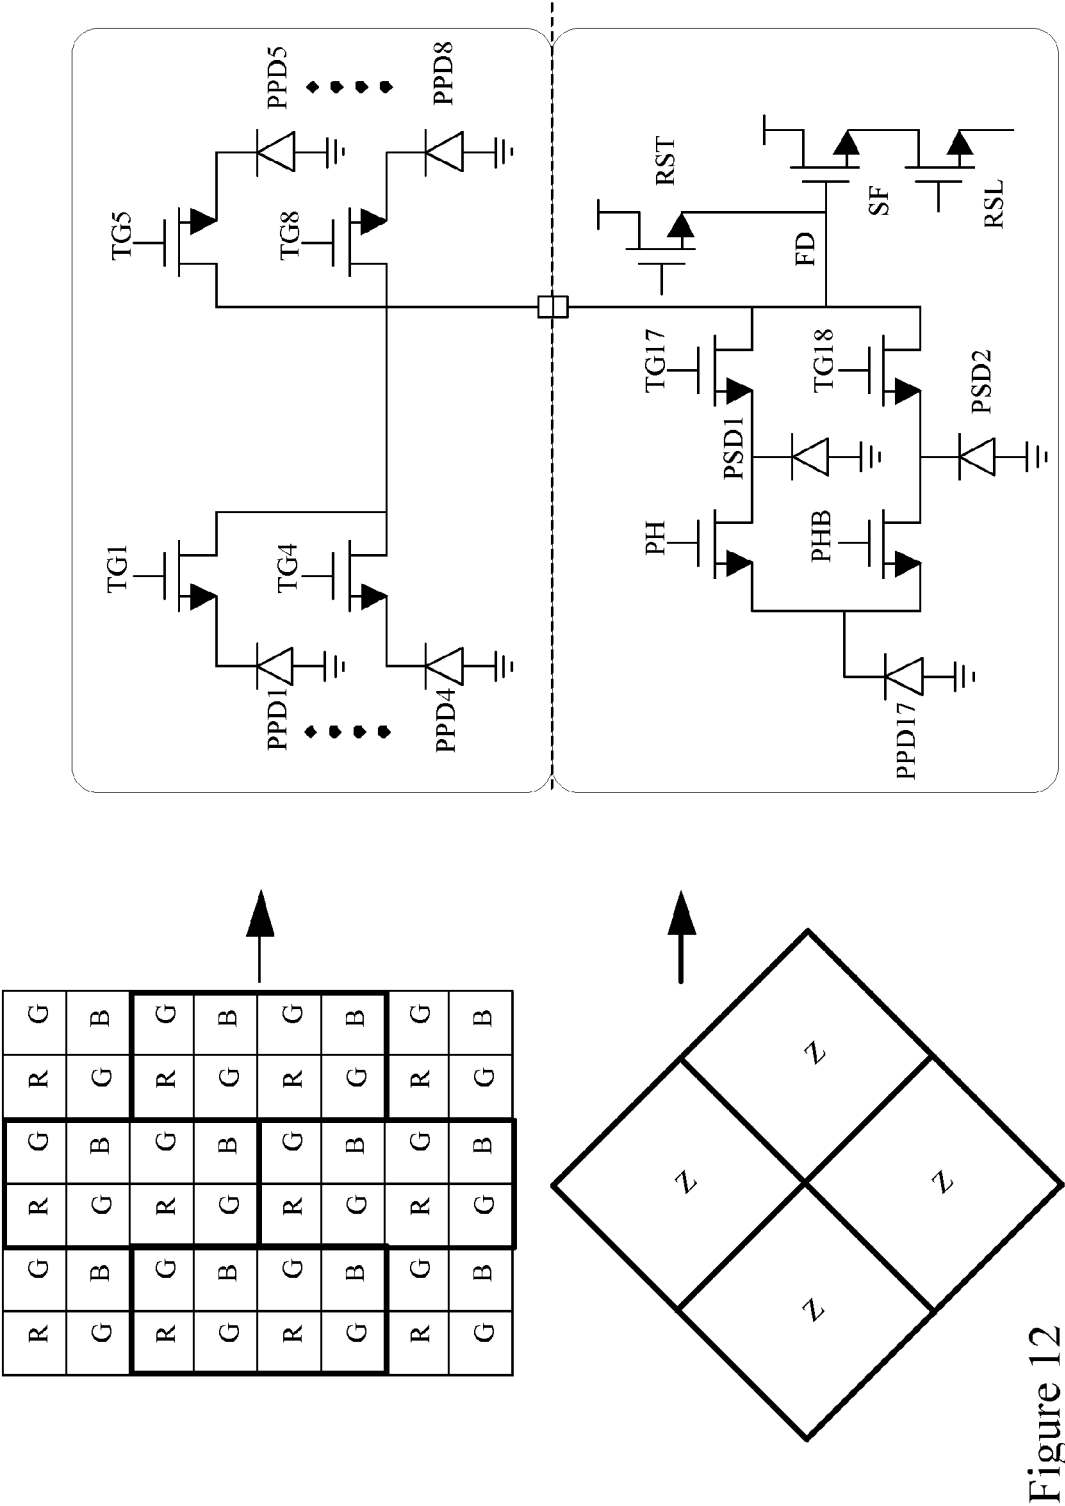 R G R G R G
G B G B G B
R G R G R G
G B G B G B
R G R G R G
G B G B G B
R G R G R G
G B G B G B
TG1 TG5
PPD1 PPD5
TG4 TG8
PPD4 PPD8
Z
Z Z
Z
PH TG17 RST
PSD1
FD
PHB TG18
SF
PPD17
PSD2 RSL
Figure 12